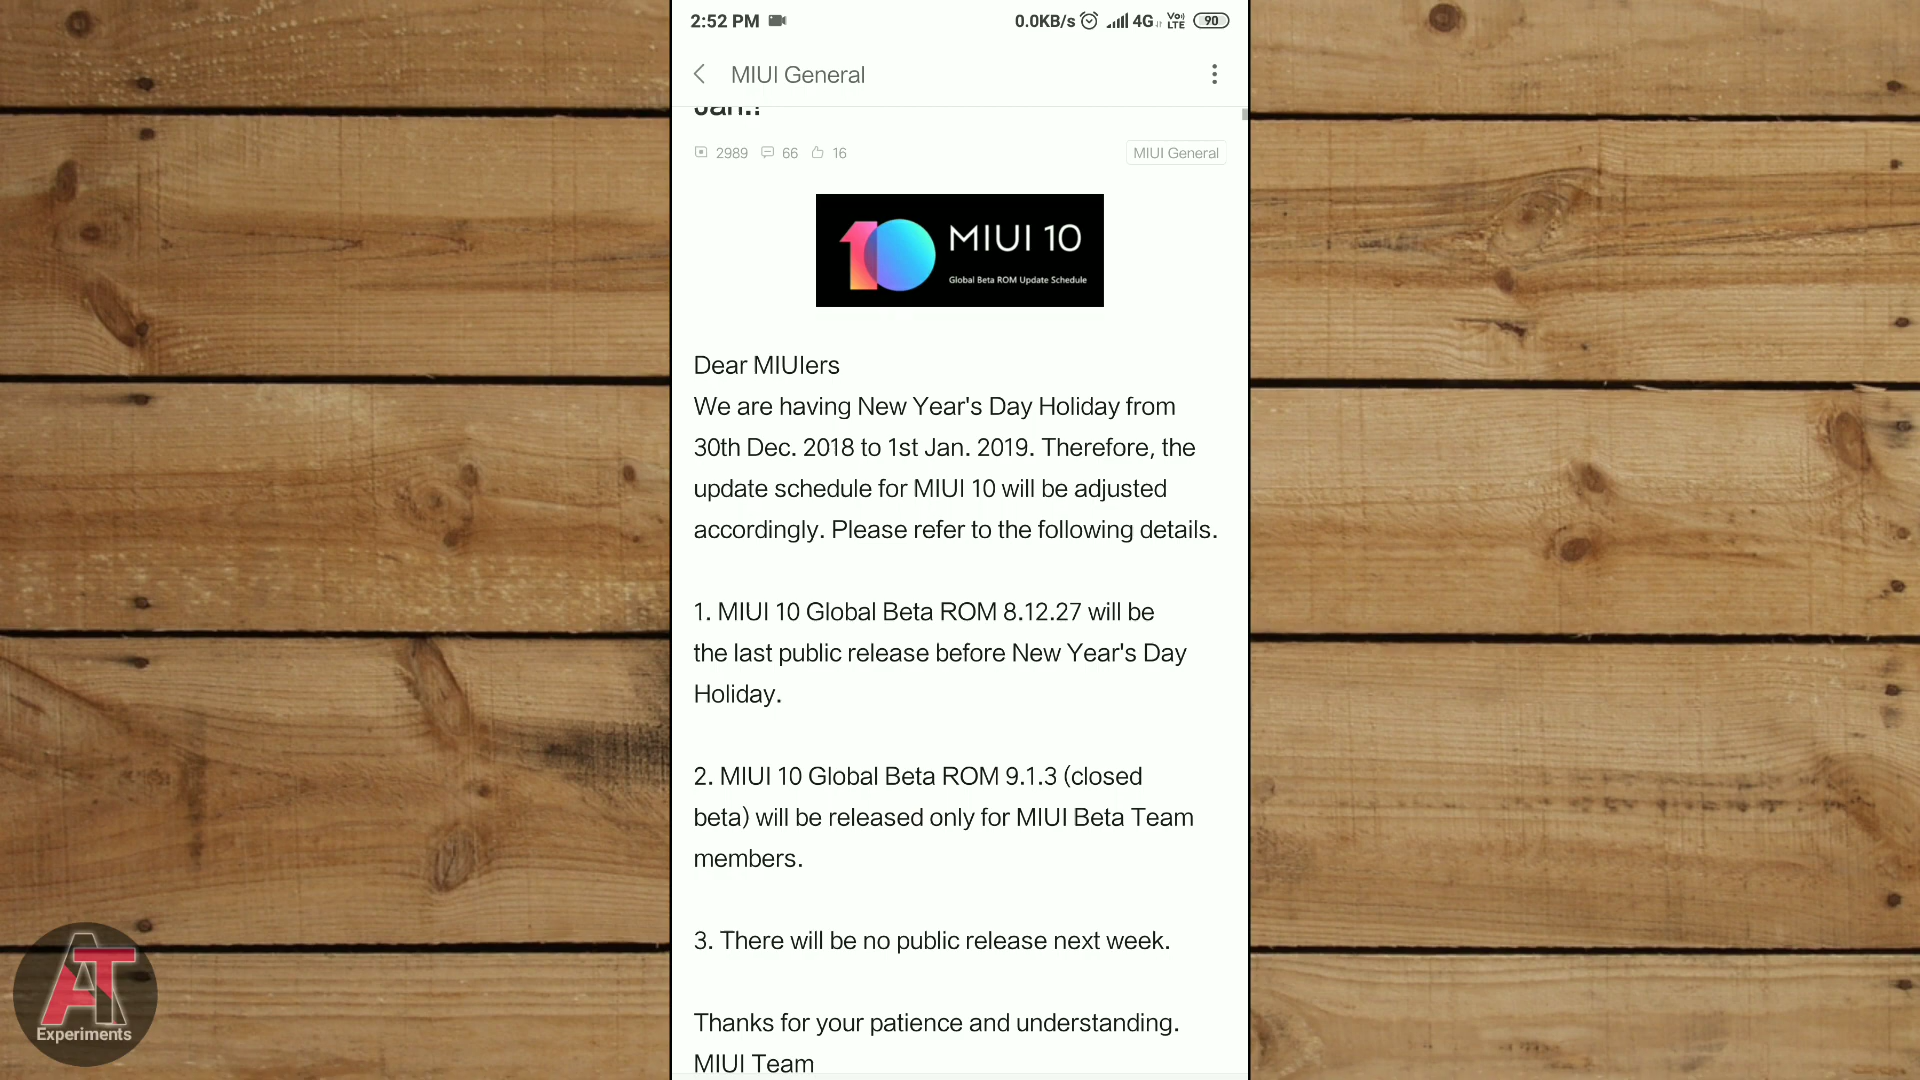 2:52 PM 0.0KB/s 4G Vo) LTE 90
MIUI General
Jan.!
2989 66 16 MIUI General
10 MIUI 10
Global Beta ROM Update Schedule
Dear MIUIers
We are having New Year's Day Holiday from
30th Dec. 2018 to 1st Jan. 2019. Therefore, the
update schedule for MIUI 10 will be adjusted
accordingly. Please refer to the following details.
1. MIUI 10 Global Beta ROM 8.12.27 will be
the last public release before New Year's Day
Holiday.
2. MIUI 10 Global Beta ROM 9.1.3 (closed
beta) will be released only for MIUI Beta Team
members.
3. There will be no public release next week.
Thanks for your patience and understanding.
MIUI Team
AT
Experiments